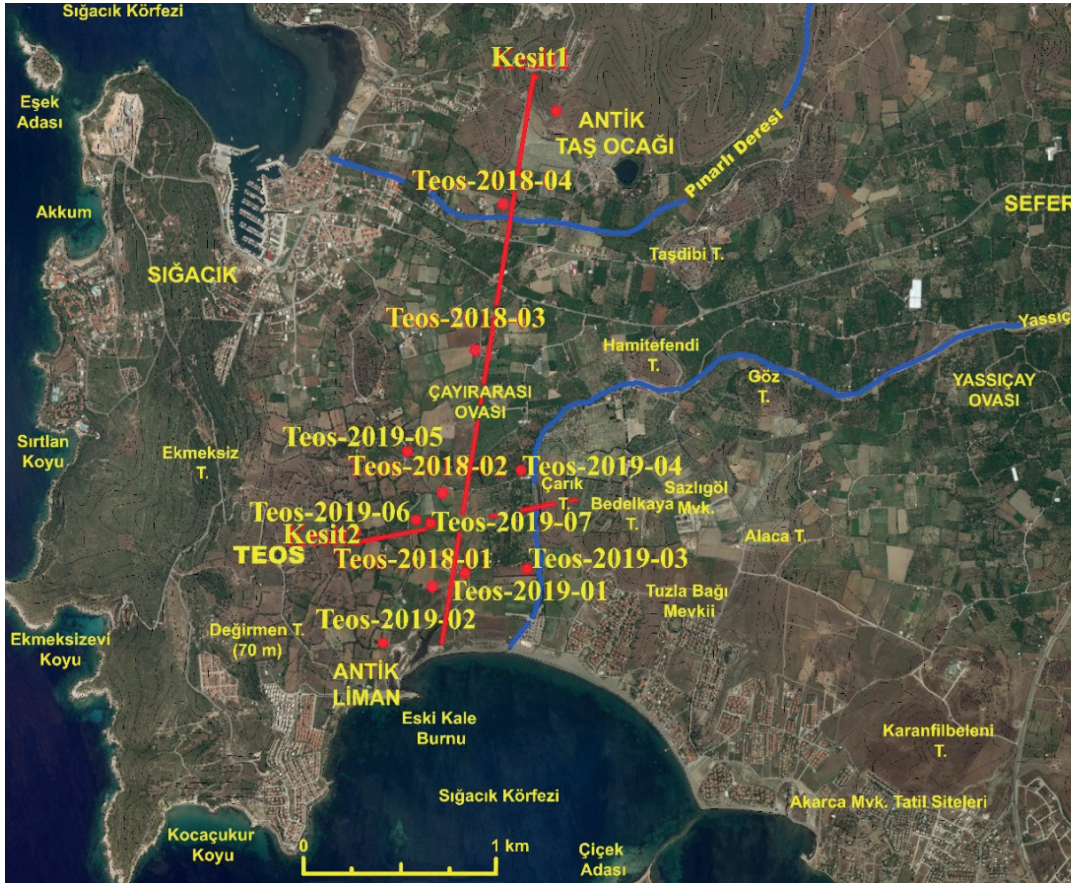 Sığacık Körfezi
Kesit1
Eşek
Adası
ANTİK
TAŞ OCAĞI
Pınarlı Deresi
Teos-2018-04
Akkum
SEFER
Taşdibi T.
SIĞACIK
Teos-2018-03
Yassıç
Hamitefendi
T.
Göz
T.
ÇAYIRARASI
OVASI
YASSIÇAY
OVASI
Sırtlan
Koyu
Ekmeksiz
T.
Teos-2019-05
Teos-2018-02
Teos-2019-04
Çarık
T.
Bedelkaya
T.
Sazlıgöl
Mvk.
Teos-2019-06
Teos-2019-07
Kesit2
Alaca T.
TEOS
Teos-2018-01
Teos-2019-03
Teos-2019-01
Tuzla Bağı
Mevkii
Teos-2019-02
Ekmeksizevi
Koyu
Değirmen T.
(70 m)
ANTİK
LİMAN
Eski Kale
Burnu
Karanfilbeleni
T.
Sığacık Körfezi
Akarca Mvk. Tatil Siteleri
Kocaçukur
Koyu
0
1 km
Çiçek
Adası